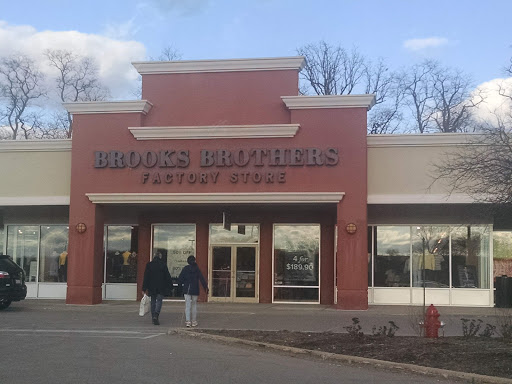 BROOKS BROTHERS
FACTORY STORE
4 for
$189.90